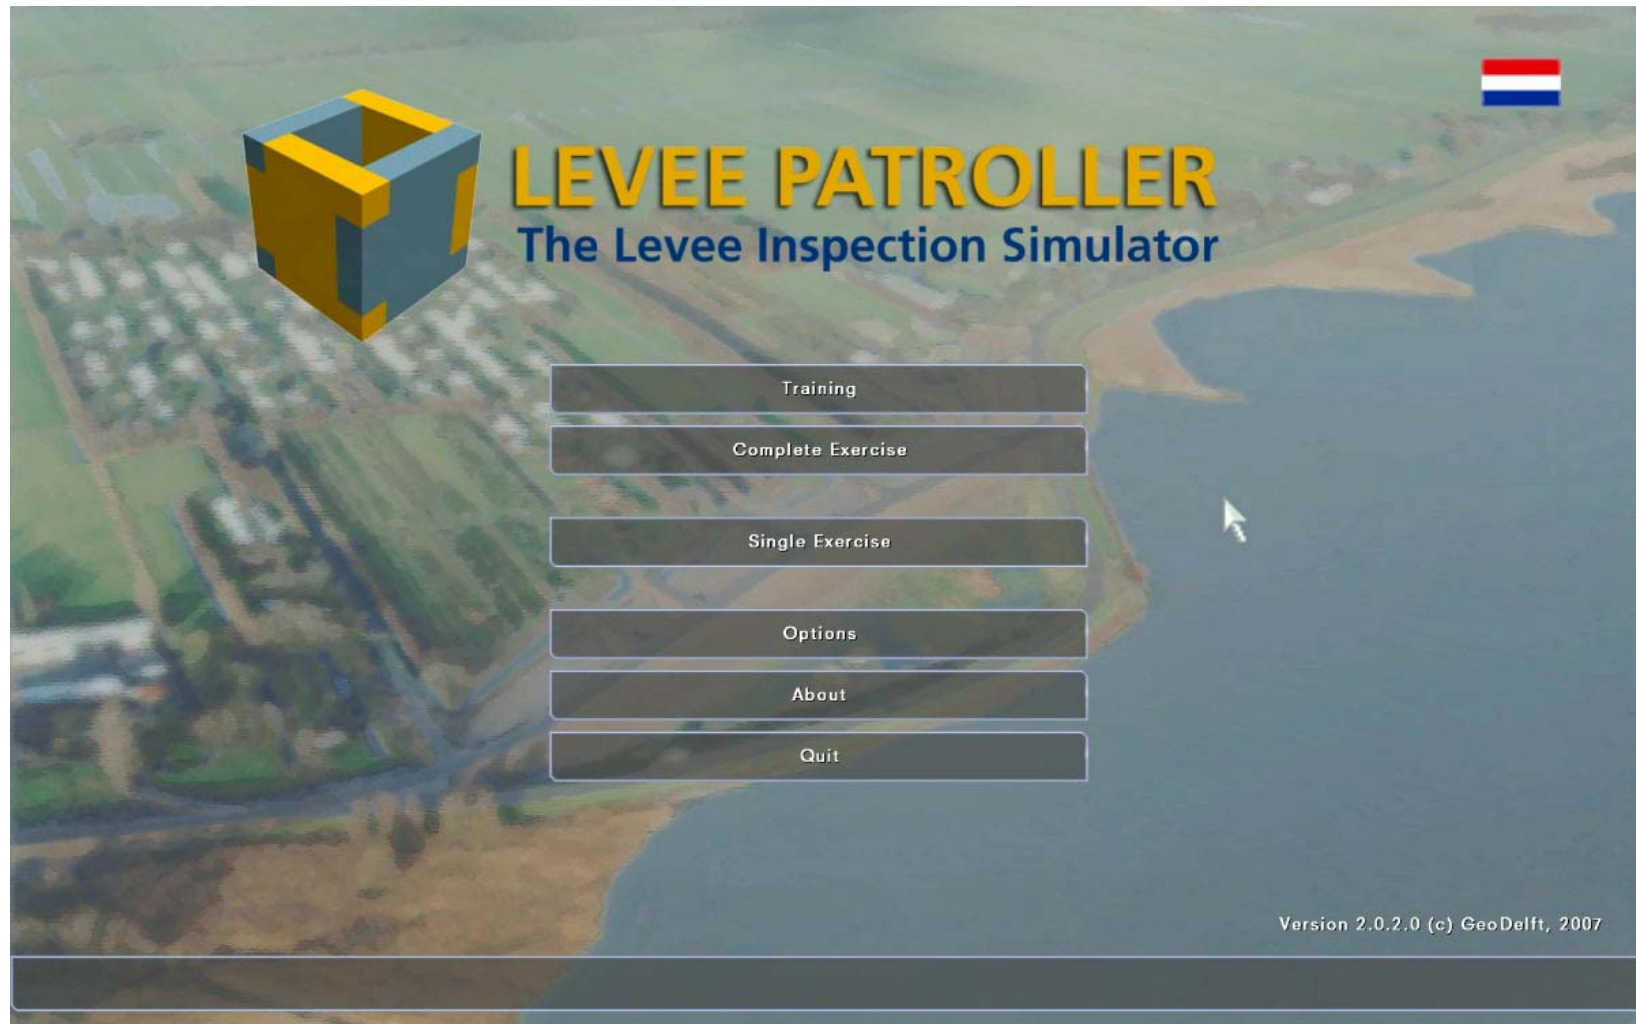 LEVEE PATROLLER
The Levee Inspection Simulator
Training
Complete Exercise
Single Exercise
Options
About
Quit
Version 2.0.2.0 (c) GeoDelft, 2007